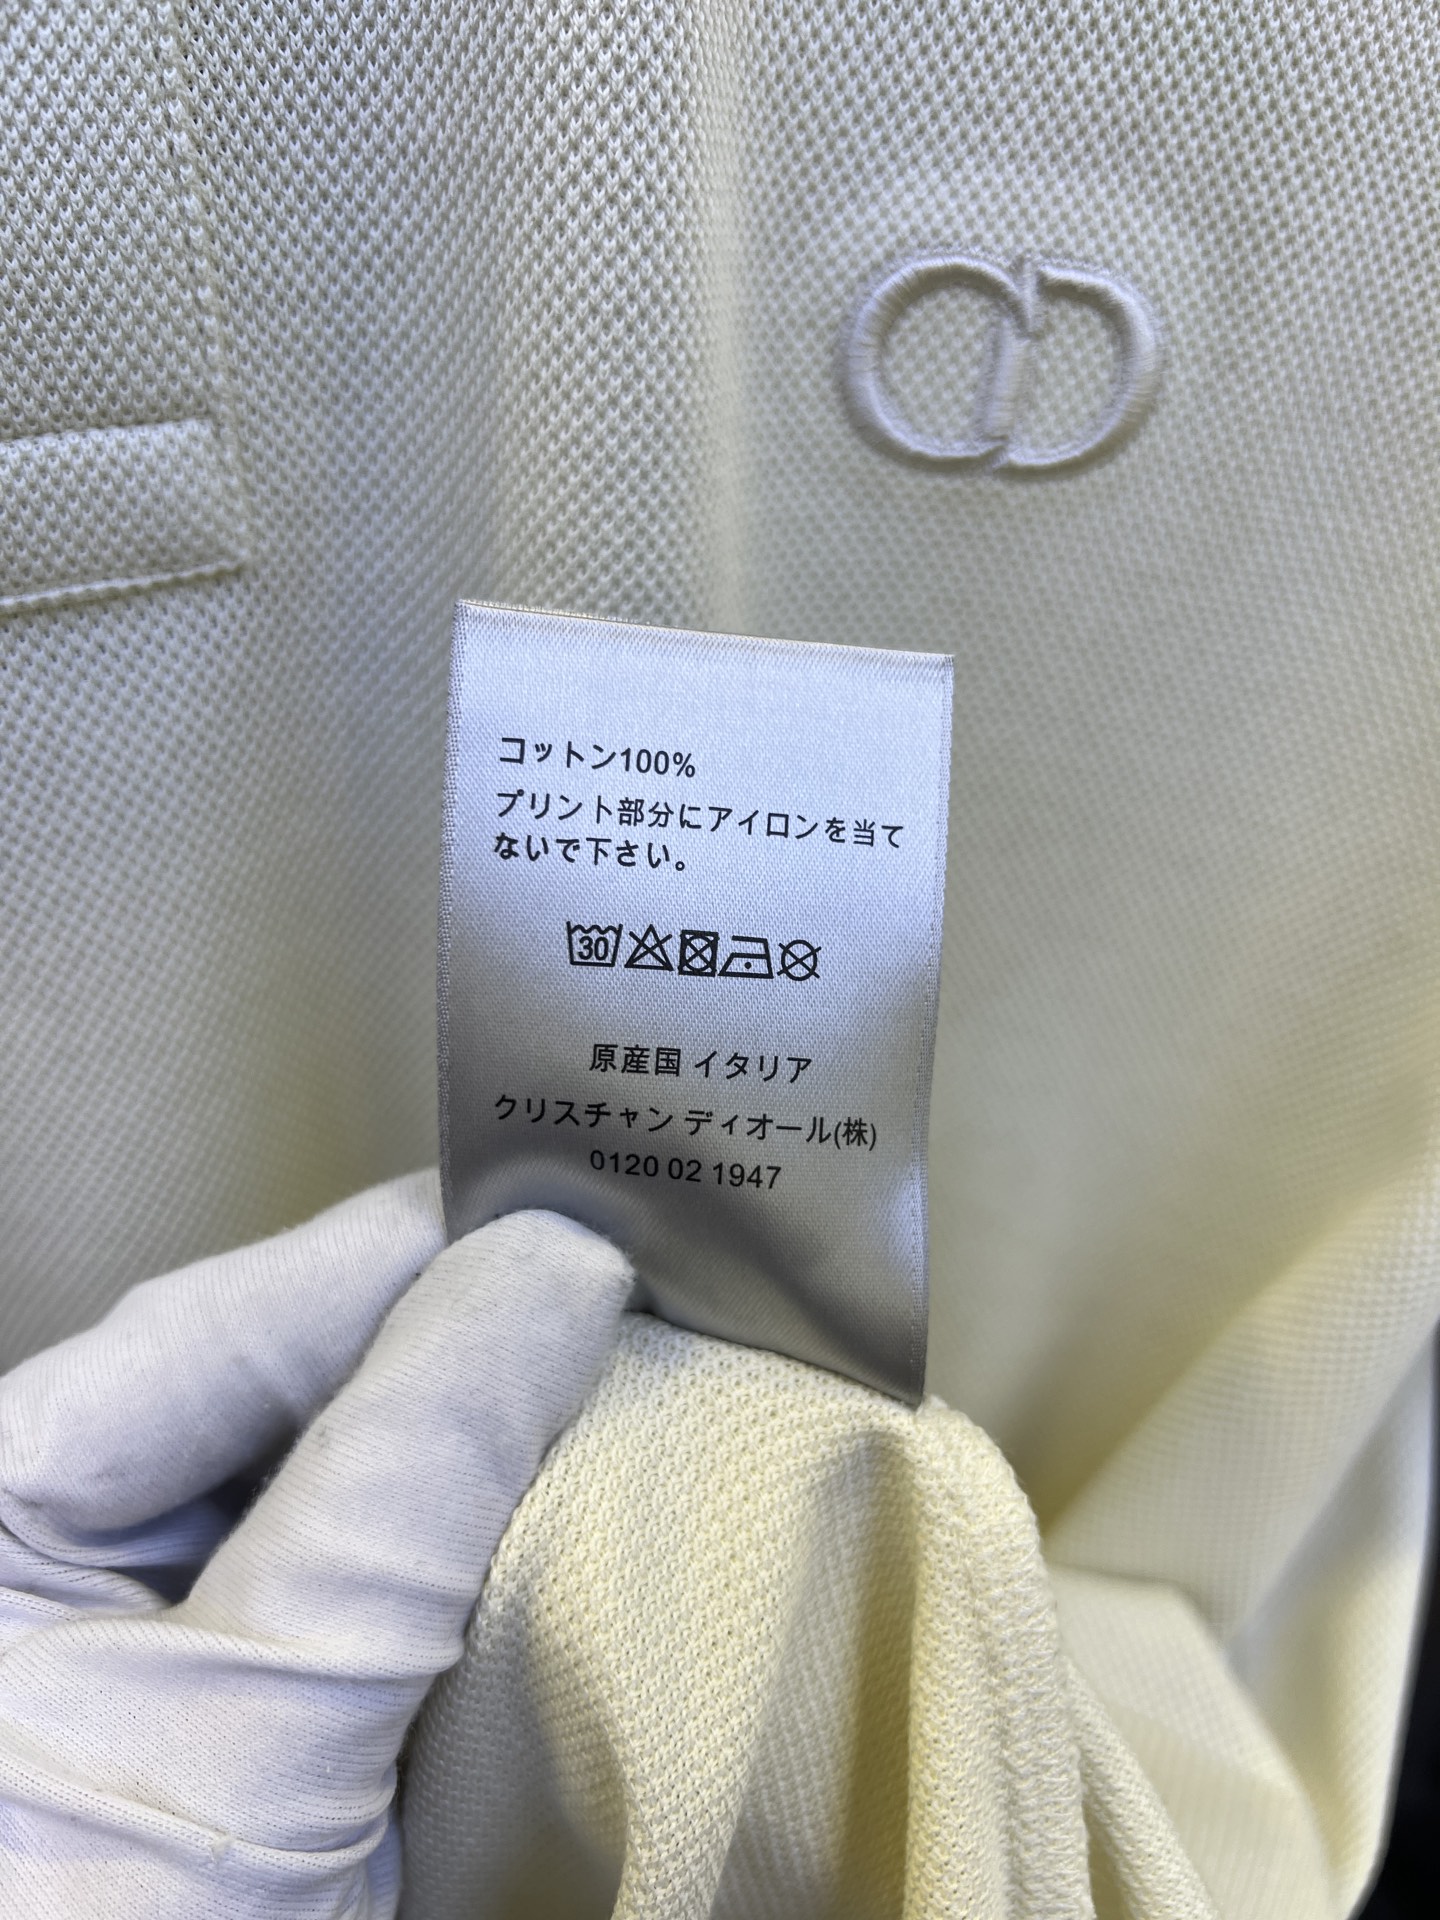 コットン100%
プリント部分にアイロンを当て
ないで下さい。
30
原産国 イタリア
クリスチャン ディオール(株)
0120 02 1947
CD